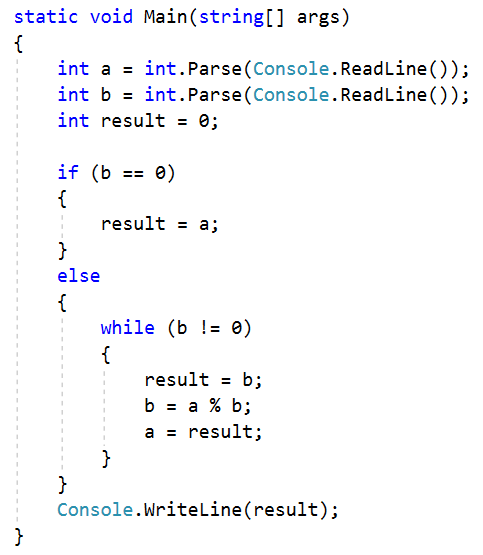 static void Main(string[] args)
{
    int a = int.Parse(Console.ReadLine());
    int b = int.Parse(Console.ReadLine());
    int result = 0;

    if (b == 0)
    {
        result = a;
    }
    else
    {
        while (b != 0)
        {
            result = b;
            b = a % b;
            a = result;
        }
    }
    Console.WriteLine(result);
}